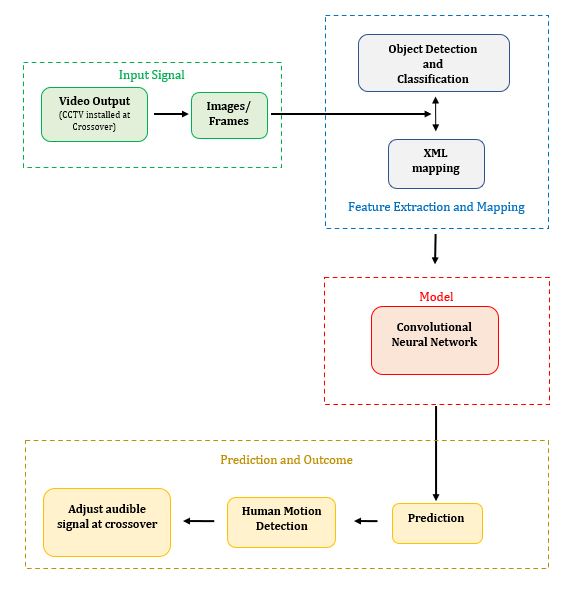 Input Signal
Video Output
(CCTV installed at
Crossover)
Images/
Frames
Object Detection
and
Classification
XML
mapping
Feature Extraction and Mapping
Model
Convolutional
Neural Network
Prediction and Outcome
Adjust audible
signal at crossover
Human Motion
Detection
Prediction